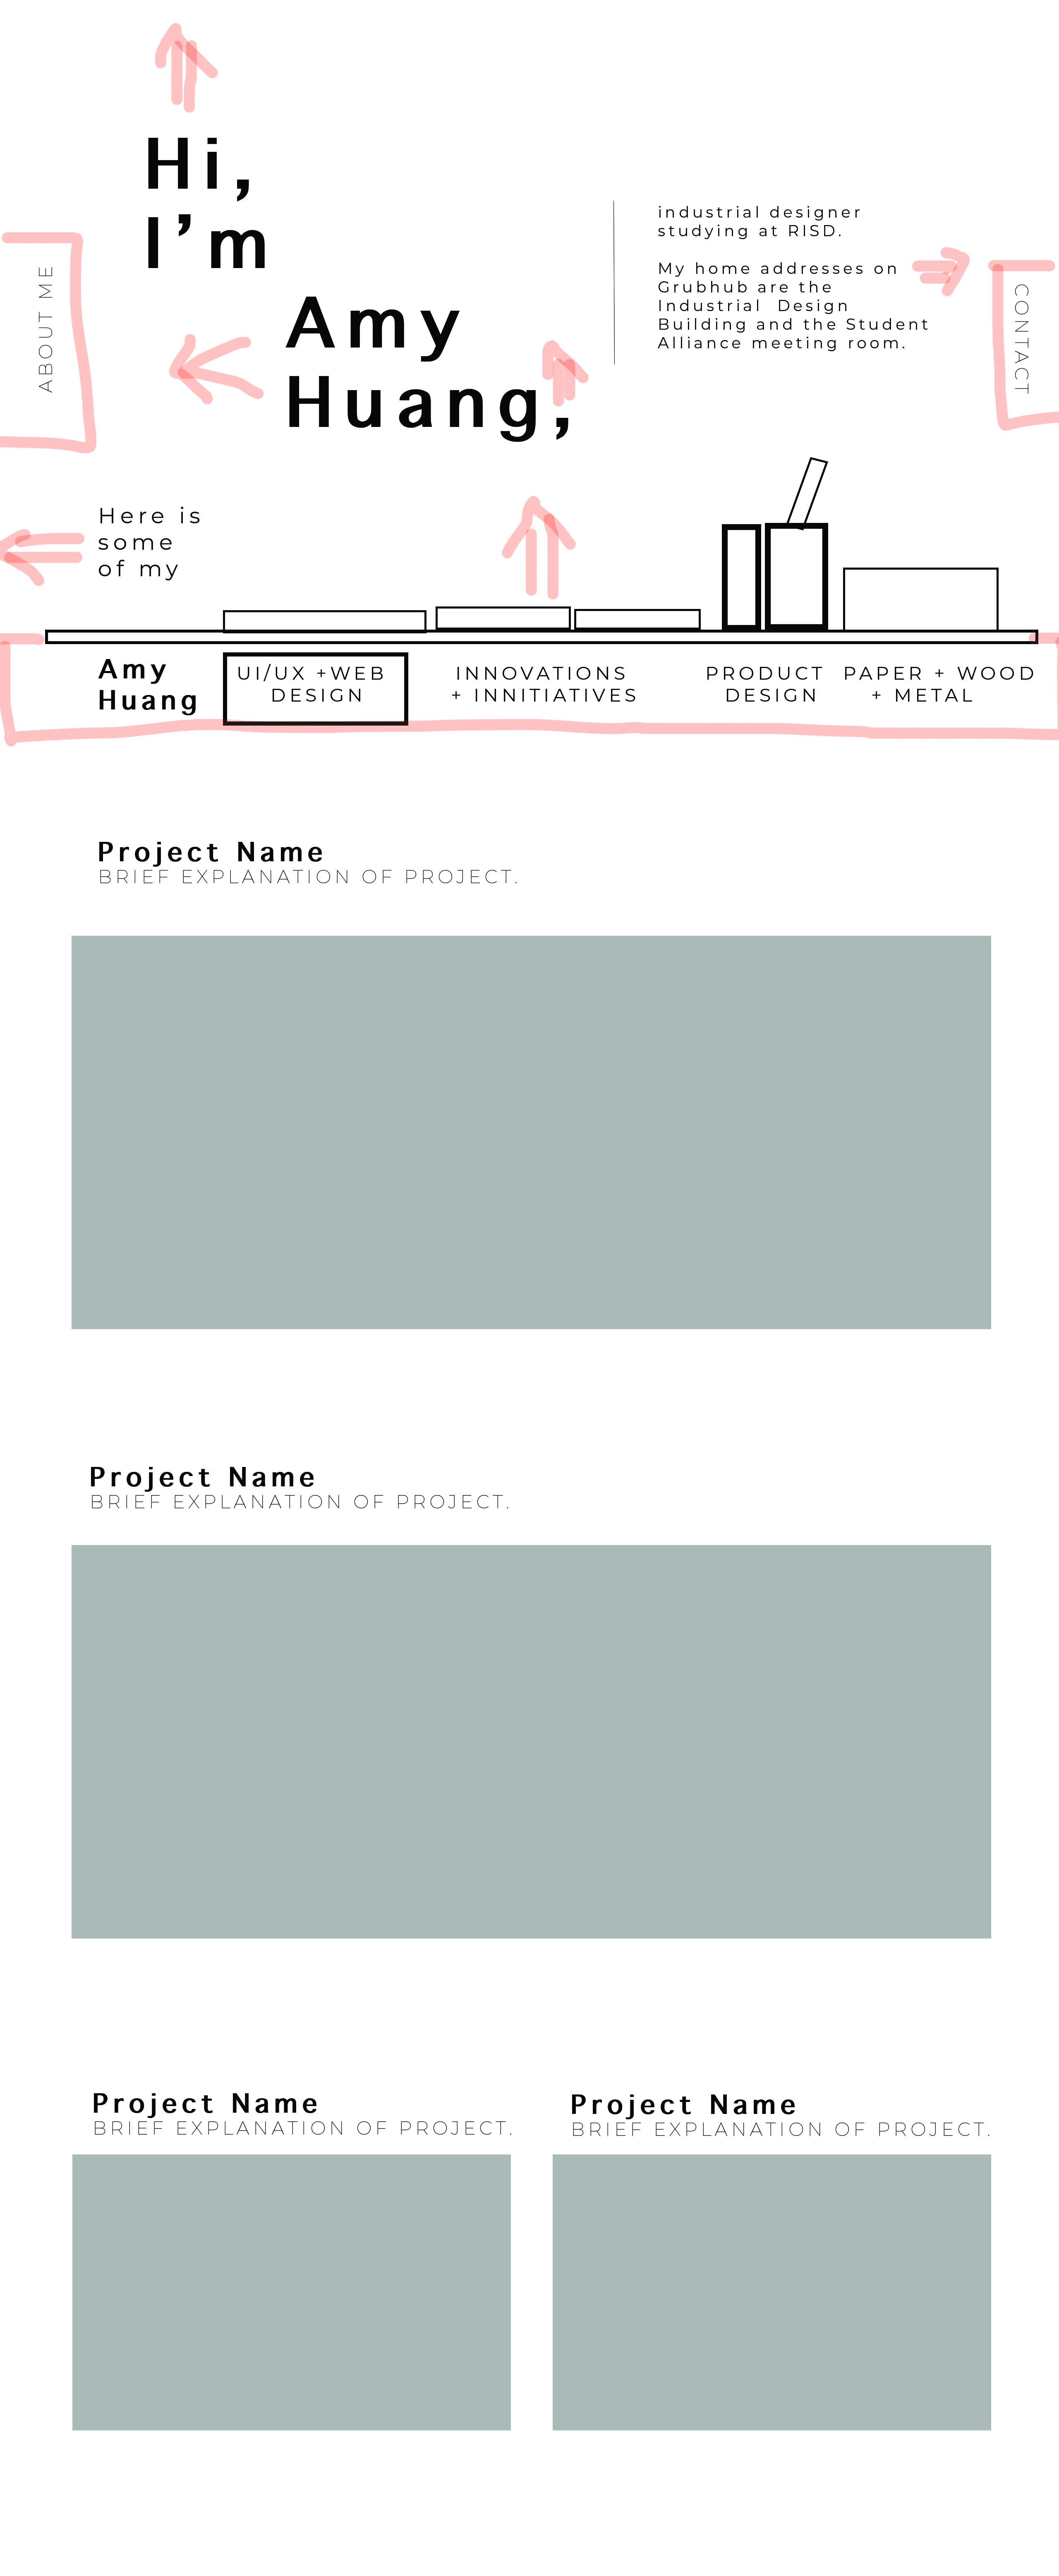 Hi,
I’m
Amy
Huang,
industrial designer
studying at RISD.
My home addresses on
Grubhub are the
Industrial  Design
Building and the Student
Alliance meeting room.
ABOUT ME
CONTACT
Here is
some
of my
Amy
Huang
UI/UX +WEB
DESIGN
INNOVATIONS
+ INNITIATIVES
PRODUCT
DESIGN
PAPER + WOOD
+ METAL
Project Name
BRIEF EXPLANATION OF PROJECT.
Project Name
BRIEF EXPLANATION OF PROJECT.
Project Name
BRIEF EXPLANATION OF PROJECT.
Project Name
BRIEF EXPLANATION OF PROJECT.